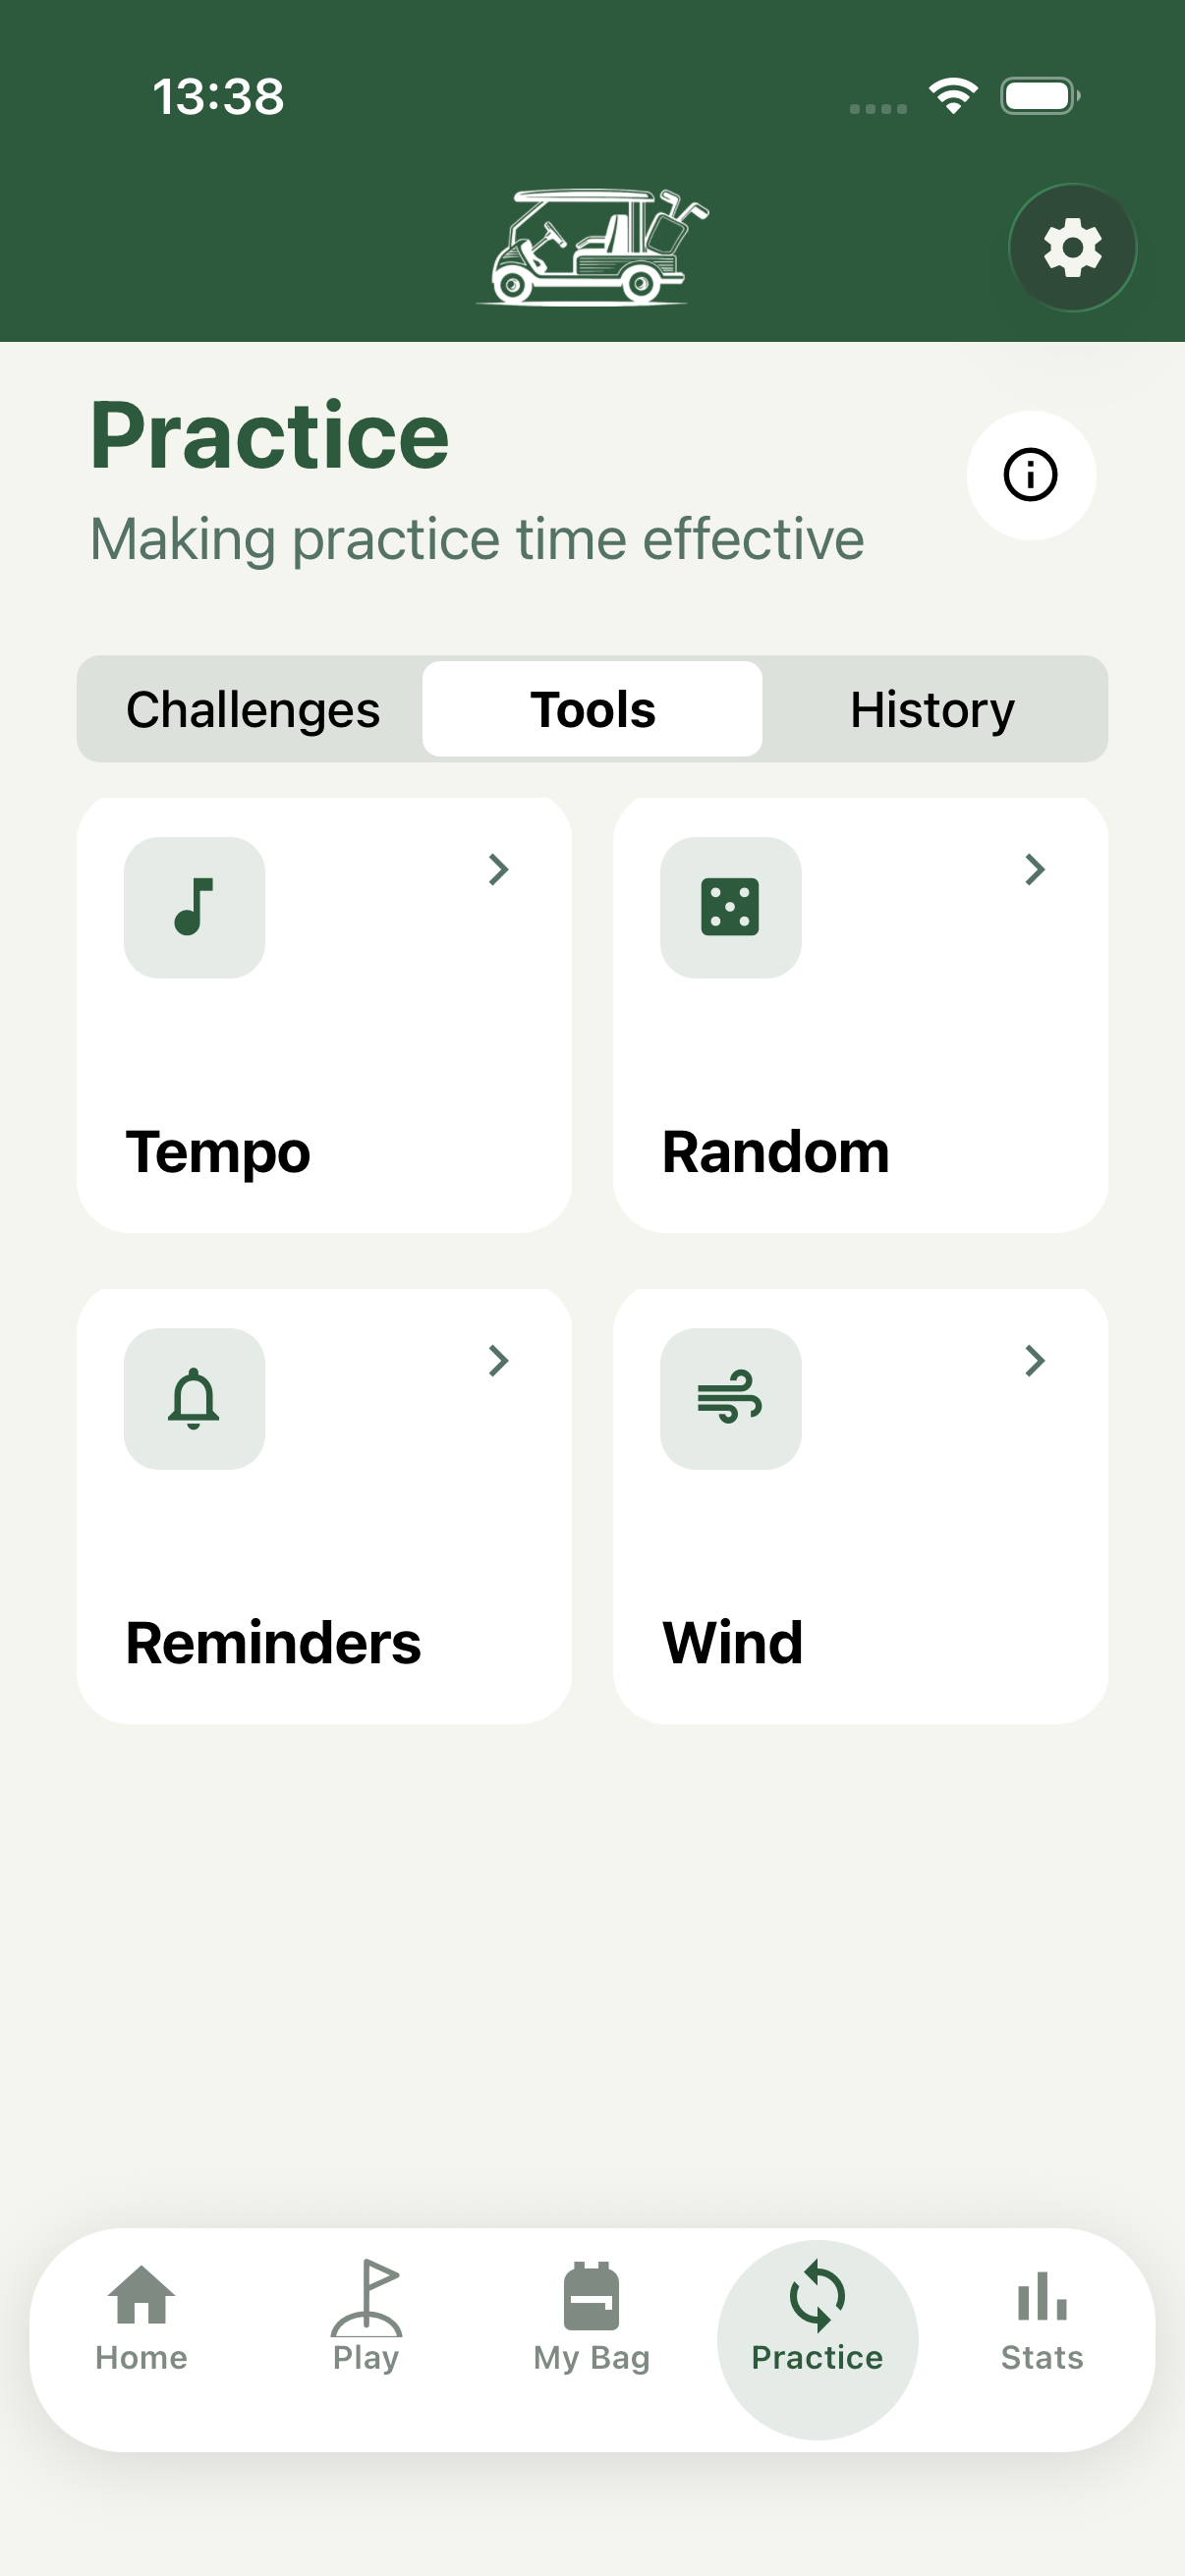 13:38
Practice
Making practice time effective
Challenges
Tools
History
Tempo
Random
Reminders
Wind
Home
Play
My Bag
Practice
Stats